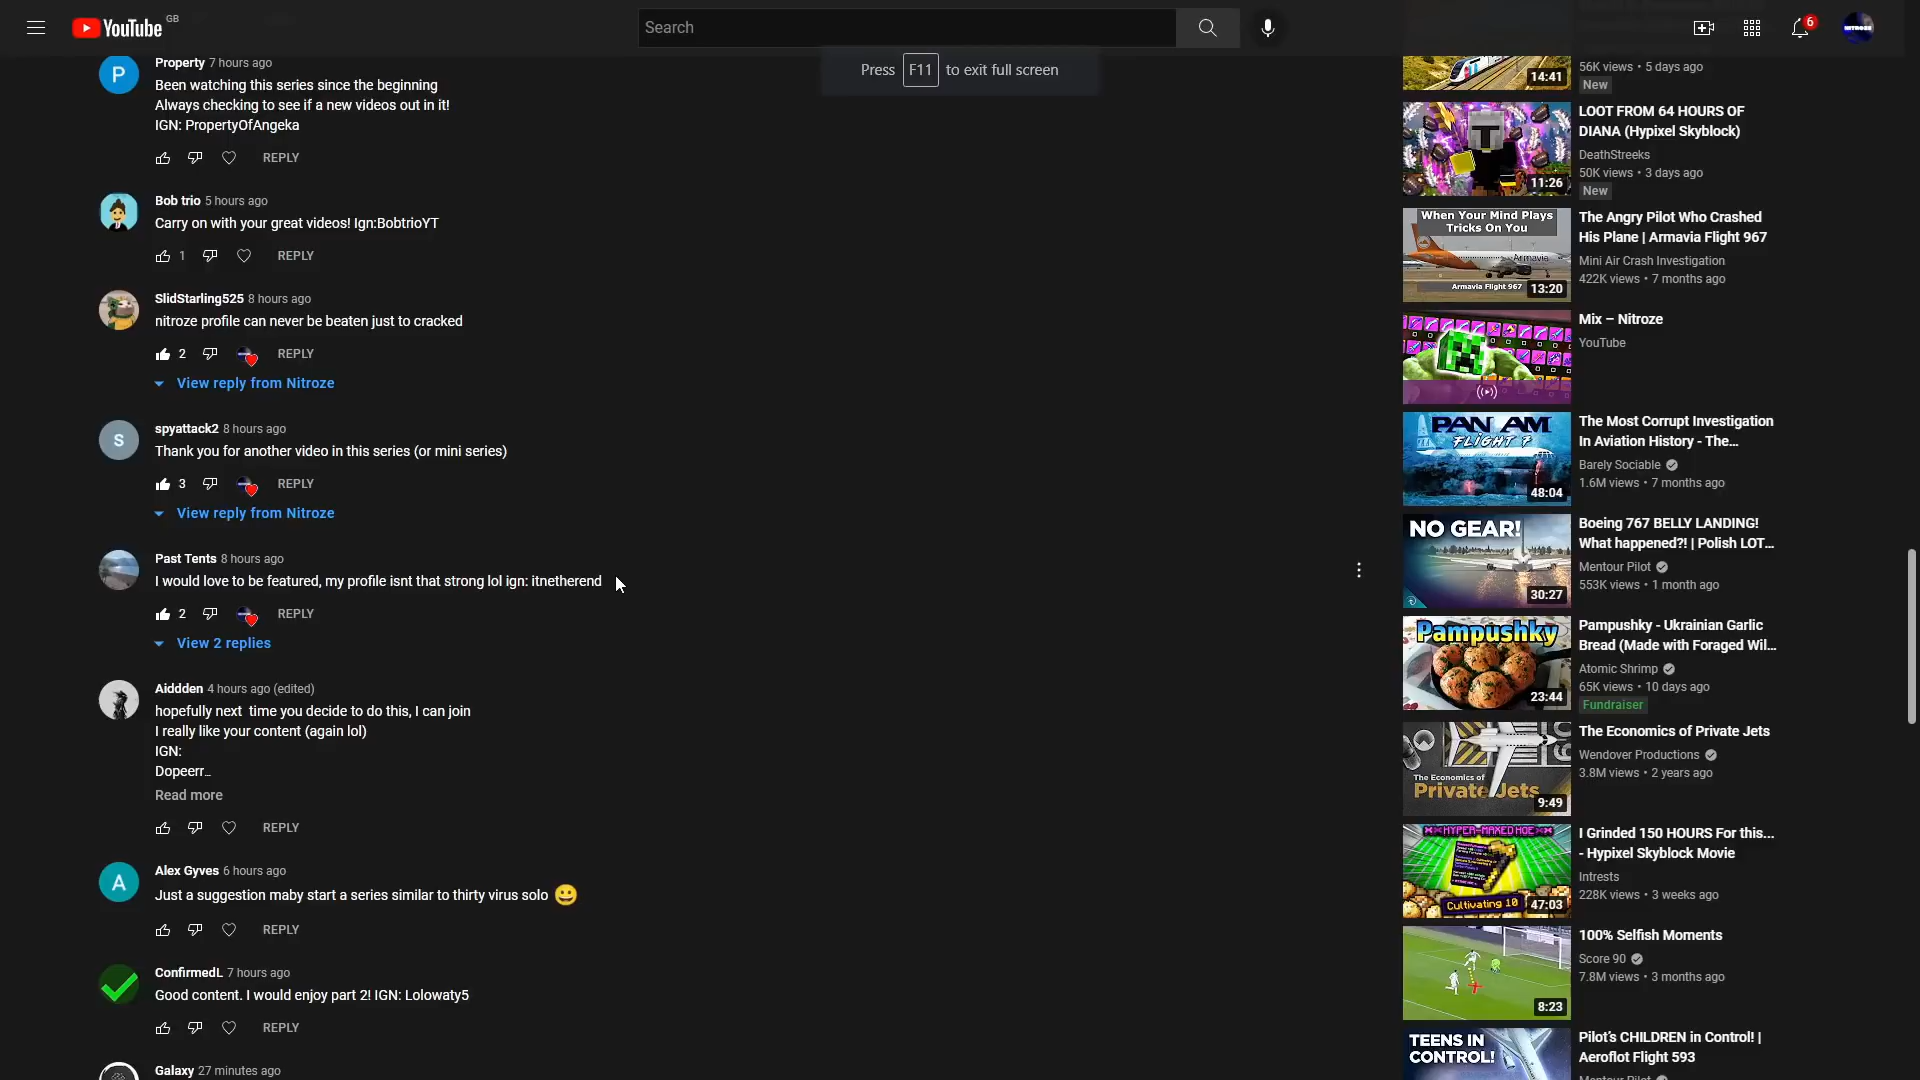 YouTube GB
Search
6
Press F11 to exit full screen
Property 7 hours ago
Been watching this series since the beginning
Always checking to see if a new videos out in it!
IGN: PropertyOfAngeka
REPLY
Bob trio 5 hours ago
Carry on with your great videos! Ign:BobtrioYT
1 REPLY
SlidStarling525 8 hours ago
nitroze profile can never be beaten just to cracked
2 REPLY
View reply from Nitroze
spyattack2 8 hours ago
Thank you for another video in this series (or mini series)
3 REPLY
View reply from Nitroze
Past Tents 8 hours ago
I would love to be featured, my profile isnt that strong lol ign: itnetherend
2 REPLY
View 2 replies
Aiddden 4 hours ago (edited)
hopefully next  time you decide to do this, I can join
I really like your content (again lol)
IGN:
Dopeerr…
Read more
REPLY
Alex Gyves 6 hours ago
Just a suggestion maby start a series similar to thirty virus solo 😀
REPLY
ConfirmedL 7 hours ago
Good content. I would enjoy part 2! IGN: Lolowaty5
REPLY
Galaxy 27 minutes ago
14:41
56K views • 5 days ago
New
11:26
LOOT FROM 64 HOURS OF
DIANA (Hypixel Skyblock)
DeathStreeks
50K views • 3 days ago
New
When Your Mind Plays
Tricks On You
Armavia
Armavia Flight 967
13:20
The Angry Pilot Who Crashed
His Plane | Armavia Flight 967
Mini Air Crash Investigation
422K views • 7 months ago
Mix – Nitroze
YouTube
PAN AM
FLIGHT 7
48:04
The Most Corrupt Investigation
In Aviation History - The...
Barely Sociable
1.6M views • 7 months ago
NO GEAR!
30:27
Boeing 767 BELLY LANDING!
What happened?! | Polish LOT...
Mentour Pilot
553K views • 1 month ago
Pampushky
23:44
Pampushky - Ukrainian Garlic
Bread (Made with Foraged Wil...
Atomic Shrimp
65K views • 10 days ago
Fundraiser
The Economics of
Private Jets
9:49
The Economics of Private Jets
Wendover Productions
3.8M views • 2 years ago
HYPER-MAXED HOE
Cultivating 10
47:03
I Grinded 150 HOURS For this...
- Hypixel Skyblock Movie
Intrests
228K views • 3 weeks ago
8:23
100% Selfish Moments
Score 90
7.8M views • 3 months ago
TEENS IN
CONTROL!
Pilot's CHILDREN in Control! |
Aeroflot Flight 593
Mentour Pilot